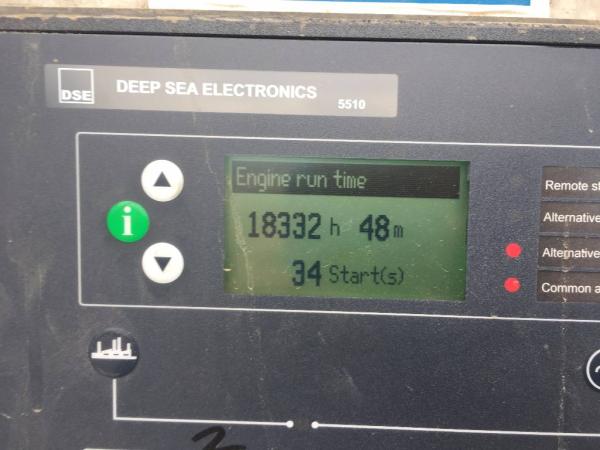 DSE
DEEP SEA ELECTRONICS
5510
Engine run time
18332 h 48 m
34 Start(s)
i
Remote st
Alternative
Alternative
Common a